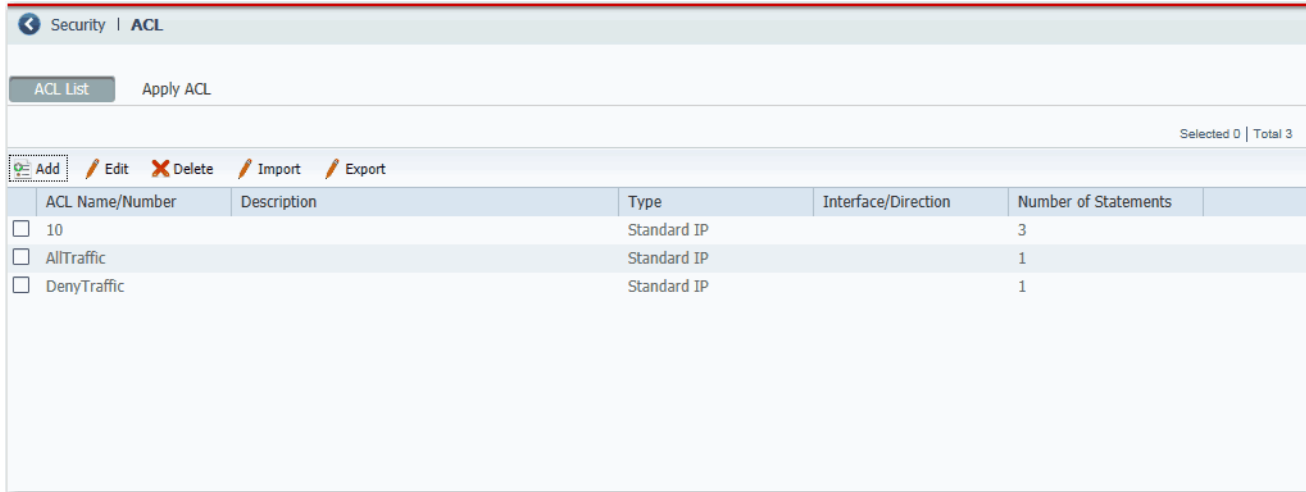 Security | ACL
ACL List Apply ACL
Selected 0 | Total 3
Add Edit Delete Import Export
ACL Name/Number Description Type Interface/Direction Number of Statements
10 Standard IP 3
AllTraffic Standard IP 1
DenyTraffic Standard IP 1